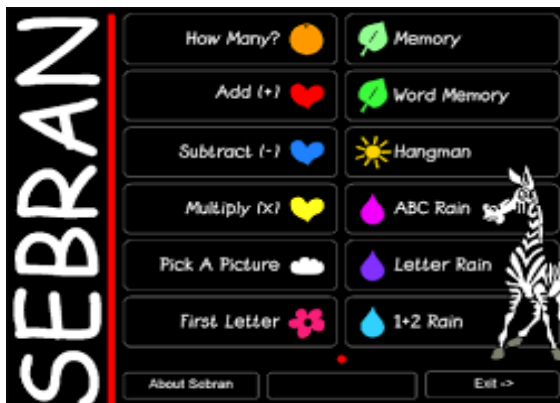 SEBRAN
How Many?
Add (+)
Subtract (-)
Multiply (x)
Pick A Picture
First Letter
Memory
Word Memory
Hangman
ABC Rain
Letter Rain
1+2 Rain
About Sebran
Exit ->